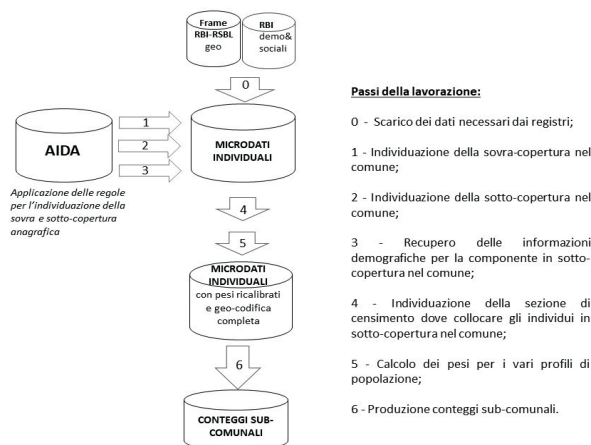 Frame
RBI-RSBL
geo
RBI
demo&
sociali
0
1
2
3
AIDA
MICRODATI
INDIVIDUALI
Applicazione delle regole
per l'individuazione della
sovra e sotto-copertura
anagrafica
4
5
MICRODATI
INDIVIDUALI
con pesi ricalibrati
e geo-codifica
completa
6
CONTEGGI SUB-
COMUNALI
Passi della lavorazione:
0 - Scarico dei dati necessari dai registri;
1 - Individuazione della sovra-copertura nel
comune;
2 - Individuazione della sotto-copertura nel
comune;
3 - Recupero delle informazioni
demografiche per la componente in sotto-
copertura nel comune;
4 - Individuazione della sezione di
censimento dove collocare gli individui in
sotto-copertura nel comune;
5 - Calcolo dei pesi per i vari profili di
popolazione;
6 - Produzione conteggi sub-comunali.